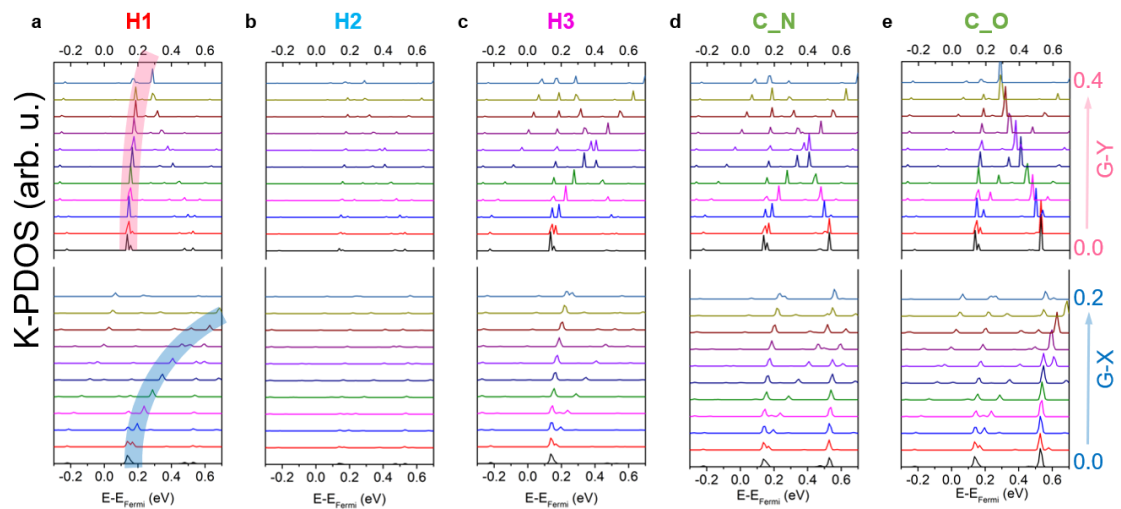 a H1 b H2 c H3 d C_N e C_O
-0.2 0.0 0.2 0.4 0.6 -0.2 0.0 0.2 0.4 0.6 -0.2 0.0 0.2 0.4 0.6 -0.2 0.0 0.2 0.4 0.6 -0.2 0.0 0.2 0.4 0.6
K-PDOS (arb. u.)
0.4
G-Y
0.0
0.2
G-X
0.0
-0.2 0.0 0.2 0.4 0.6 -0.2 0.0 0.2 0.4 0.6 -0.2 0.0 0.2 0.4 0.6 -0.2 0.0 0.2 0.4 0.6 -0.2 0.0 0.2 0.4 0.6
E-EFermi (eV) E-EFermi (eV) E-EFermi (eV) E-EFermi (eV) E-EFermi (eV)